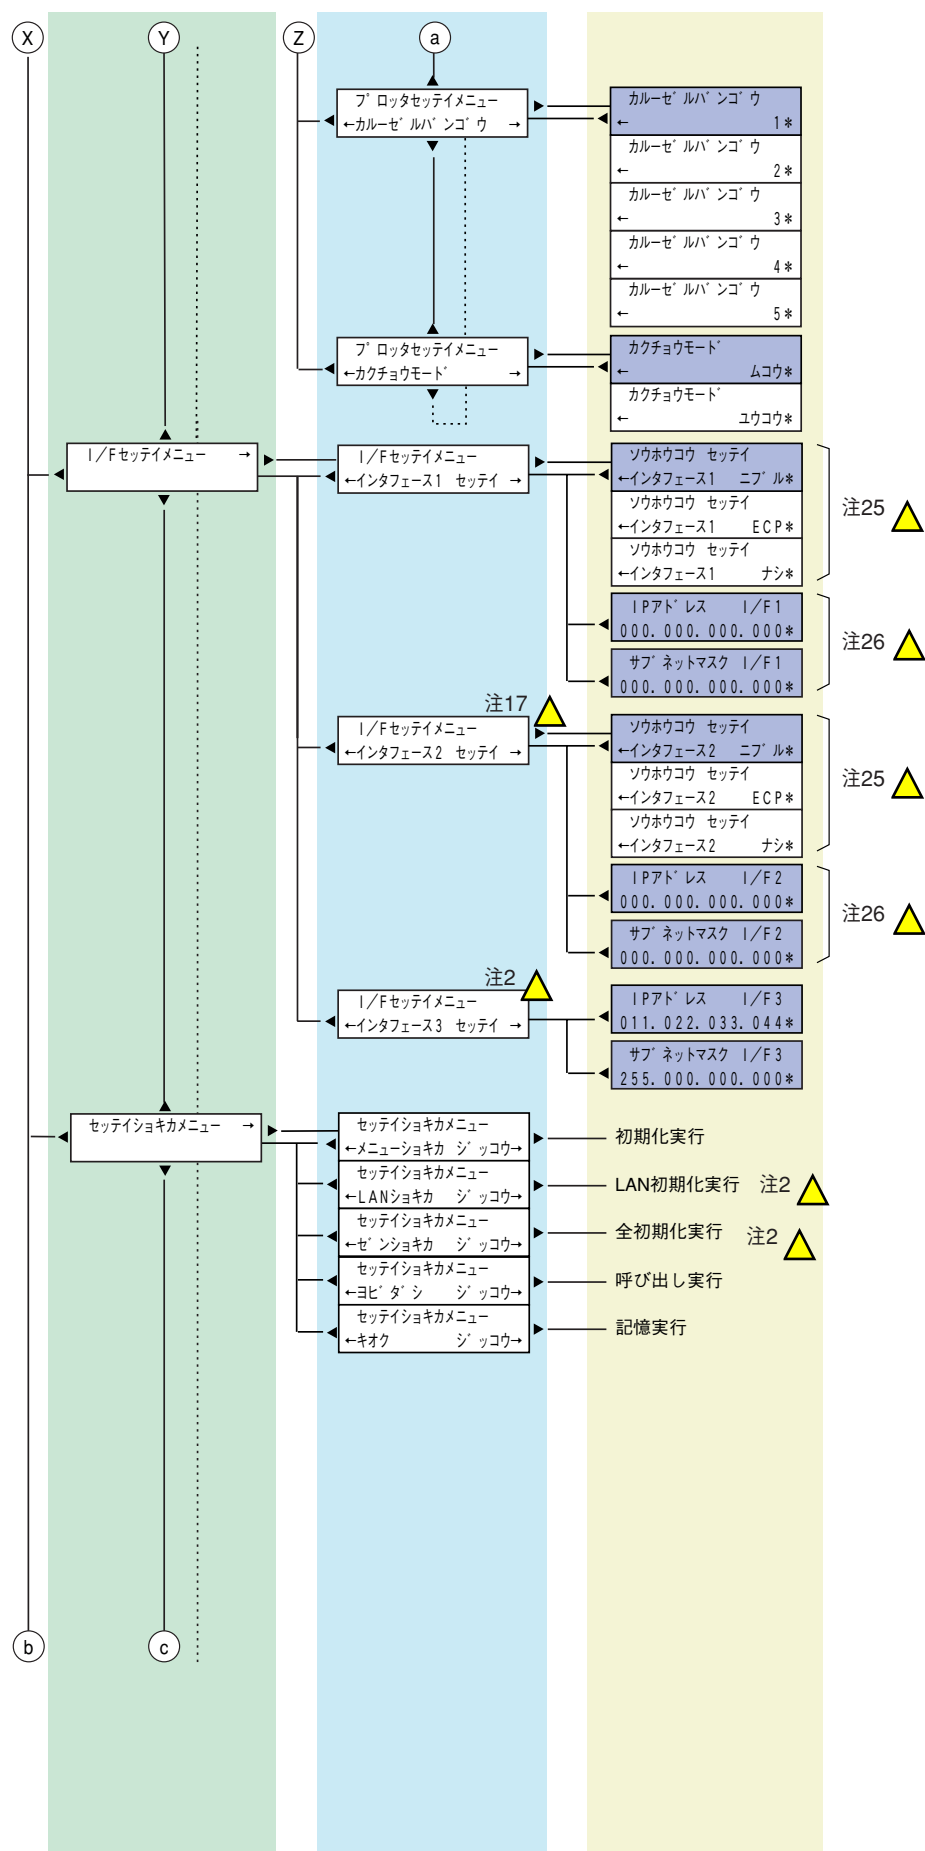 X
Y
Z
a
プロッタセッテイメニュー
←カルーゼルバンゴウ →
カルーゼルバンゴウ
← 1*
カルーゼルバンゴウ
← 2*
カルーゼルバンゴウ
← 3*
カルーゼルバンゴウ
← 4*
カルーゼルバンゴウ
← 5*
プロッタセッテイメニュー
←カクチョウモード →
カクチョウモード
← ムコウ*
カクチョウモード
← ユウコウ*
I/Fセッテイメニュー →
I/Fセッテイメニュー
←インタフェース1 セッテイ →
ソウホウコウ セッテイ
←インタフェース1 ニブル*
ソウホウコウ セッテイ
←インタフェース1 ECP*
ソウホウコウ セッテイ
←インタフェース1 ナシ*
注25
IPアドレス I/F1
000.000.000.000*
サブネットマスク I/F1
000.000.000.000*
注26
注17
I/Fセッテイメニュー
←インタフェース2 セッテイ →
ソウホウコウ セッテイ
←インタフェース2 ニブル*
ソウホウコウ セッテイ
←インタフェース2 ECP*
ソウホウコウ セッテイ
←インタフェース2 ナシ*
注25
IPアドレス I/F2
000.000.000.000*
サブネットマスク I/F2
000.000.000.000*
注26
注2
I/Fセッテイメニュー
←インタフェース3 セッテイ →
IPアドレス I/F3
011.022.033.044*
サブネットマスク I/F3
255.000.000.000*
セッテイショキカメニュー →
セッテイショキカメニュー
←メニューショキカ ジッコウ→
初期化実行
セッテイショキカメニュー
←LANショキカ ジッコウ→
LAN初期化実行 注2
セッテイショキカメニュー
←ゼンショキカ ジッコウ→
全初期化実行 注2
セッテイショキカメニュー
←ヨビダシ ジッコウ→
呼び出し実行
セッテイショキカメニュー
←キオク ジッコウ→
記憶実行
b
c